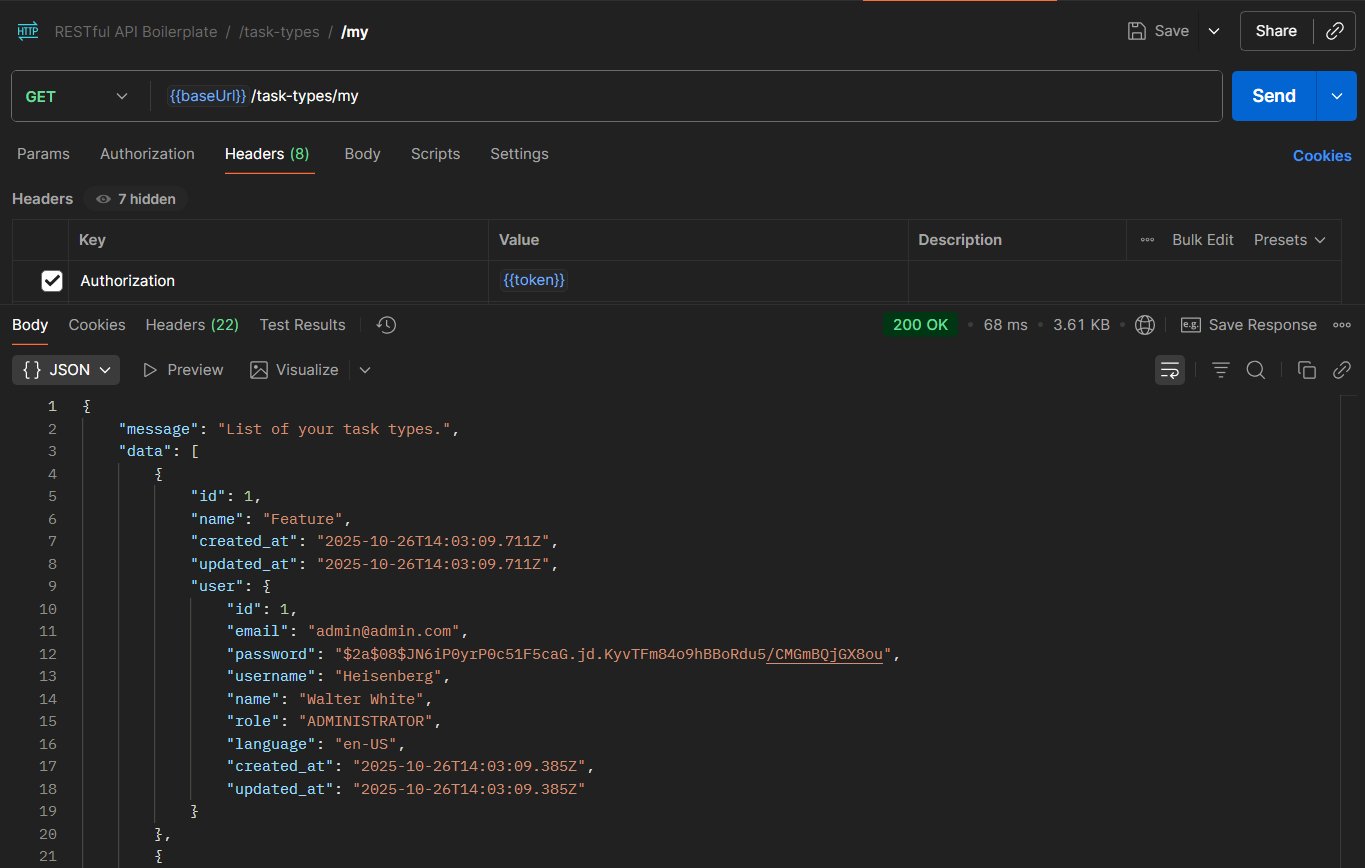 HTTP RESTful API Boilerplate / /task-types / /my Save Share
GET {{baseUrl}} /task-types/my Send
Params Authorization Headers (8) Body Scripts Settings Cookies
Headers 7 hidden
Key Value Description Bulk Edit Presets
Authorization {{token}}
Body Cookies Headers (22) Test Results 200 OK • 68 ms • 3.61 KB • e.g. Save Response
{} JSON Preview Visualize
1 {
2 "message": "List of your task types.",
3 "data": [
4 {
5 "id": 1,
6 "name": "Feature",
7 "created_at": "2025-10-26T14:03:09.711Z",
8 "updated_at": "2025-10-26T14:03:09.711Z",
9 "user": {
10 "id": 1,
11 "email": "admin@admin.com",
12 "password": "$2a$08$JN6iP0yrP0c51F5caG.jd.KyvTFm84o9hBBoRdu5/CMGmBQjGX8ou",
13 "username": "Heisenberg",
14 "name": "Walter White",
15 "role": "ADMINISTRATOR",
16 "language": "en-US",
17 "created_at": "2025-10-26T14:03:09.385Z",
18 "updated_at": "2025-10-26T14:03:09.385Z"
19 }
20 },
21 {